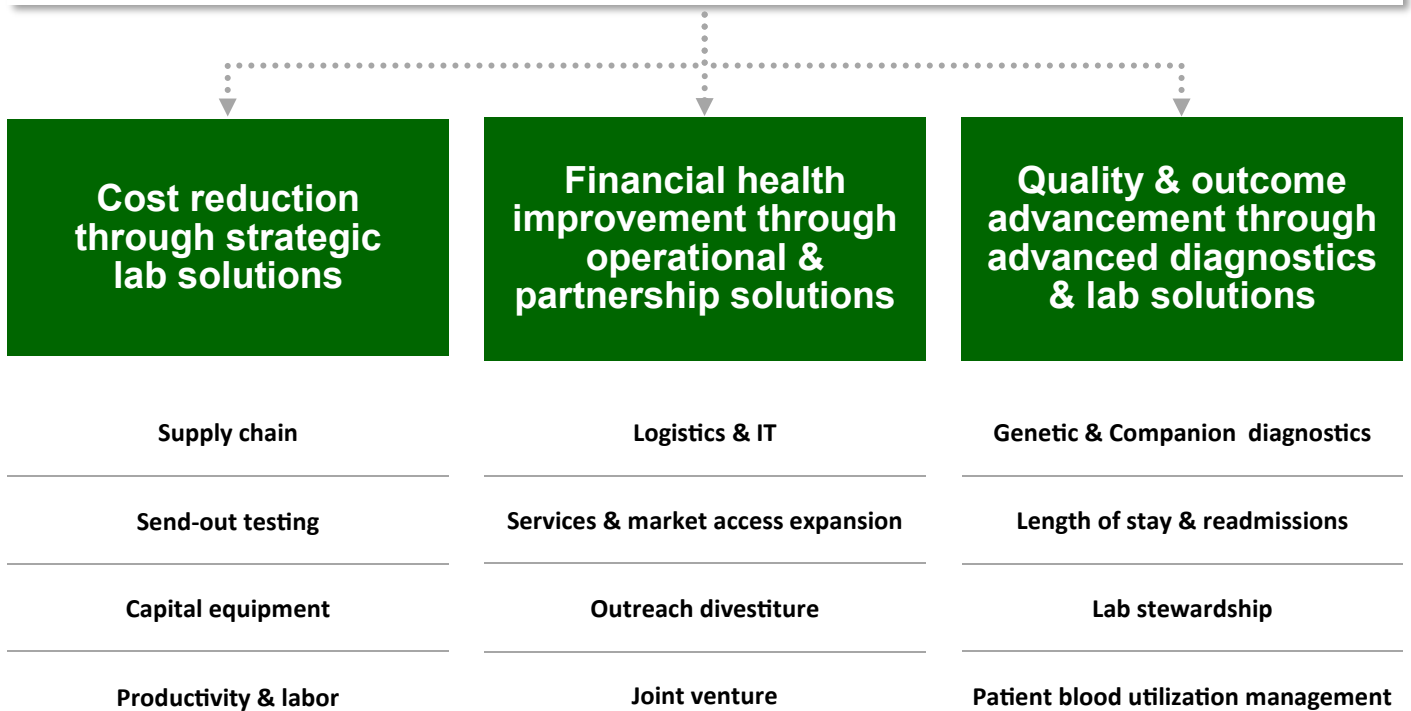 Cost reduction
through strategic
lab solutions
Financial health
improvement through
operational &
partnership solutions
Quality & outcome
advancement through
advanced diagnostics
& lab solutions
Supply chain
Send-out testing
Capital equipment
Productivity & labor
Logistics & IT
Services & market access expansion
Outreach divestiture
Joint venture
Genetic & Companion diagnostics
Length of stay & readmissions
Lab stewardship
Patient blood utilization management